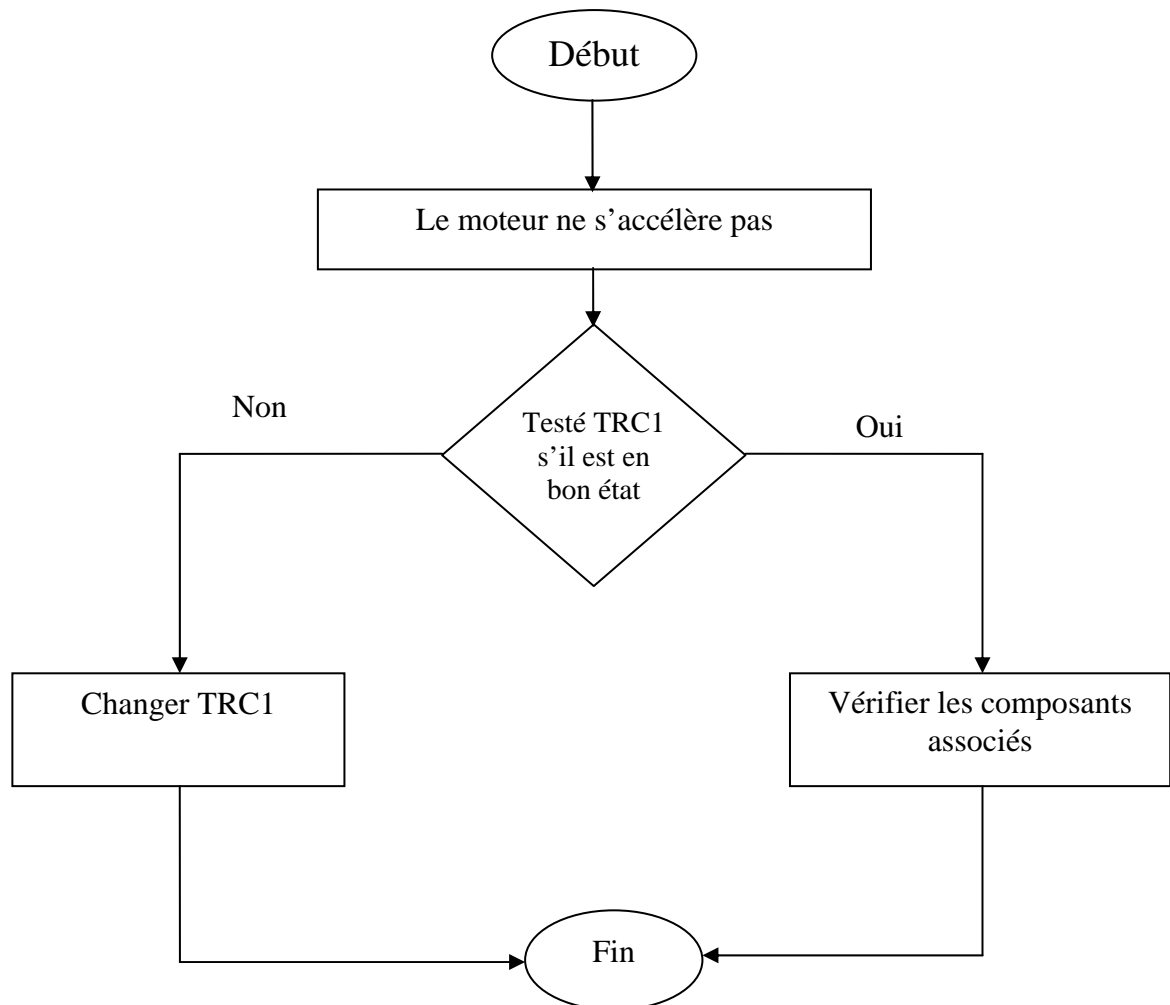 Début
Le moteur ne s’accélère pas
Non
Testé TRC1
s’il est en
bon état
Oui
Changer TRC1
Vérifier les composants
associés
Fin